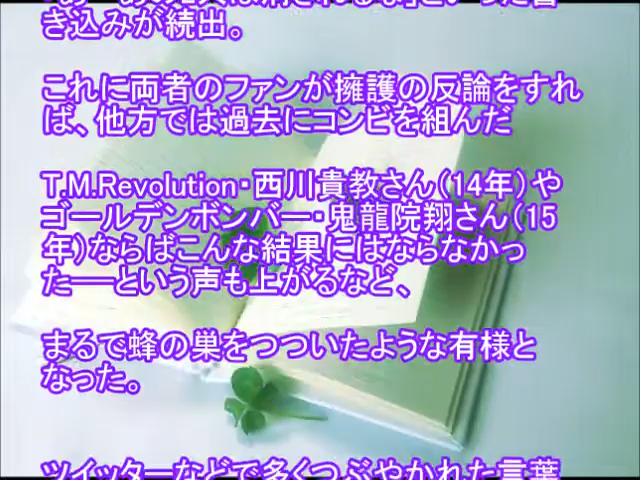 き込みが続出。
これに両者のファンが擁護の反論をすれ
ば、他方では過去にコンビを組んだ
T.M.Revolution・西川貴教さん（14年）や
ゴールデンボンバー・鬼龍院翔さん（15
年）ならばこんな結果にはならなかっ
た――という声も上がるなど、
まるで蜂の巣をつついたような有様と
なった。
ツイッターなどで多くつぶやかれた言葉